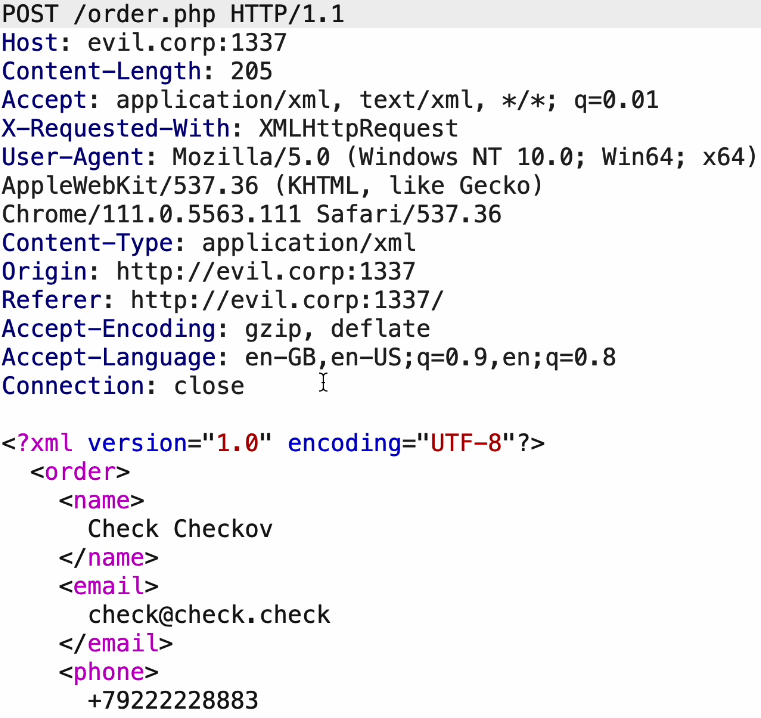 POST /order.php HTTP/1.1
Host: evil.corp:1337
Content-Length: 205
Accept: application/xml, text/xml, */*; q=0.01
X-Requested-With: XMLHttpRequest
User-Agent: Mozilla/5.0 (Windows NT 10.0; Win64; x64)
AppleWebKit/537.36 (KHTML, like Gecko)
Chrome/111.0.5563.111 Safari/537.36
Content-Type: application/xml
Origin: http://evil.corp:1337
Referer: http://evil.corp:1337/
Accept-Encoding: gzip, deflate
Accept-Language: en-GB,en-US;q=0.9,en;q=0.8
Connection: close
<?xml version="1.0" encoding="UTF-8"?>
<order>
<name>
Check Checkov
</name>
<email>
check@check.check
</email>
<phone>
+79222228883